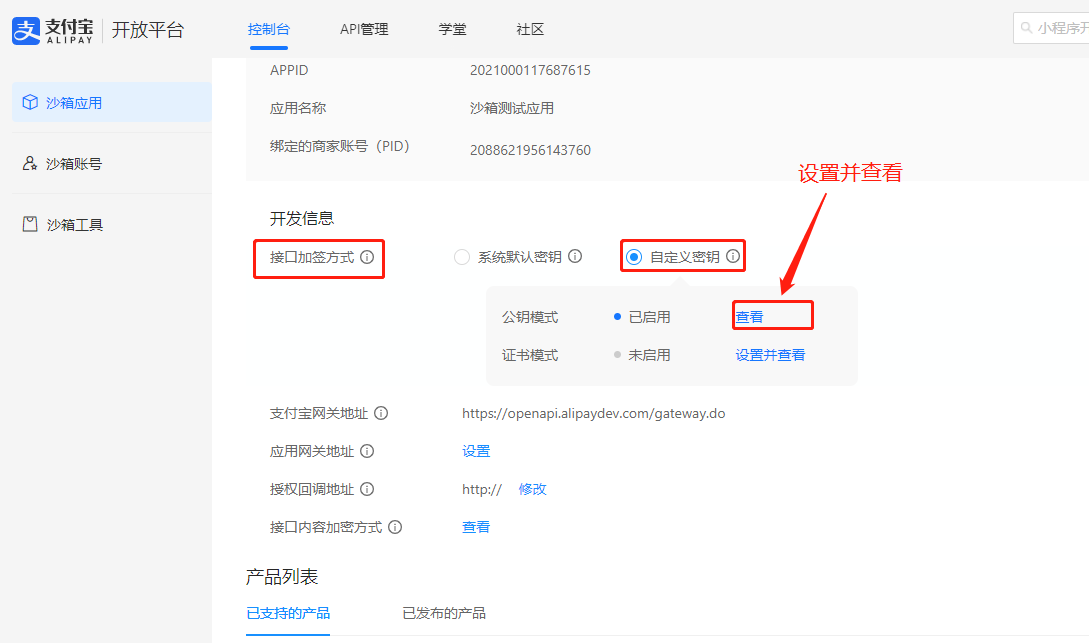 支付宝 ALIPAY 开放平台 控制台 API管理 学堂 社区 小程序开
沙箱应用
沙箱账号
沙箱工具
APPID 2021000117687615
应用名称 沙箱测试应用
绑定的商家账号（PID） 2088621956143760
设置并查看
开发信息
接口加签方式 系统默认密钥 自定义密钥
公钥模式 已启用 查看
证书模式 未启用 设置并查看
支付宝网关地址 https://openapi.alipaydev.com/gateway.do
应用网关地址 设置
授权回调地址 http:// 修改
接口内容加密方式 查看
产品列表
已支持的产品 已发布的产品